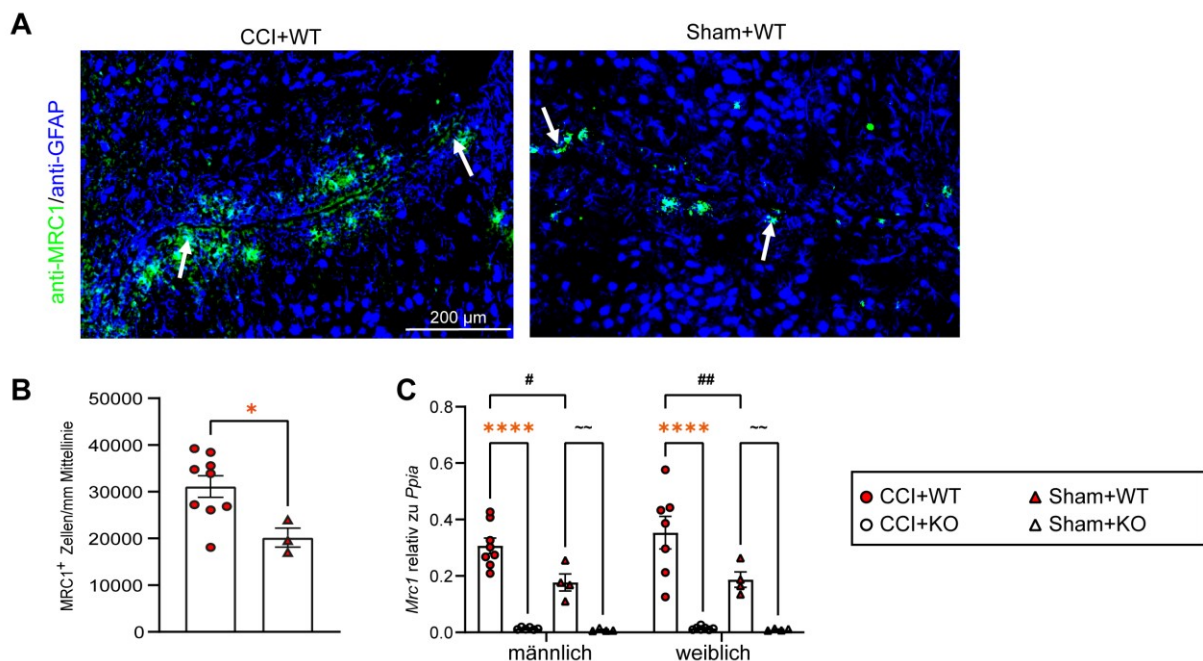 A
CCI+WT
Sham+WT
anti-MRC1/anti-GFAP
200 µm
B
MRC1+ Zellen/mm Mittellinie
50000
40000
30000
20000
10000
0
*
C
Mrc1 relativ zu Ppia
0.8
0.6
0.4
0.2
0.0
#
##
****
~~
****
~~
männlich
weiblich
CCI+WT
Sham+WT
CCI+KO
Sham+KO